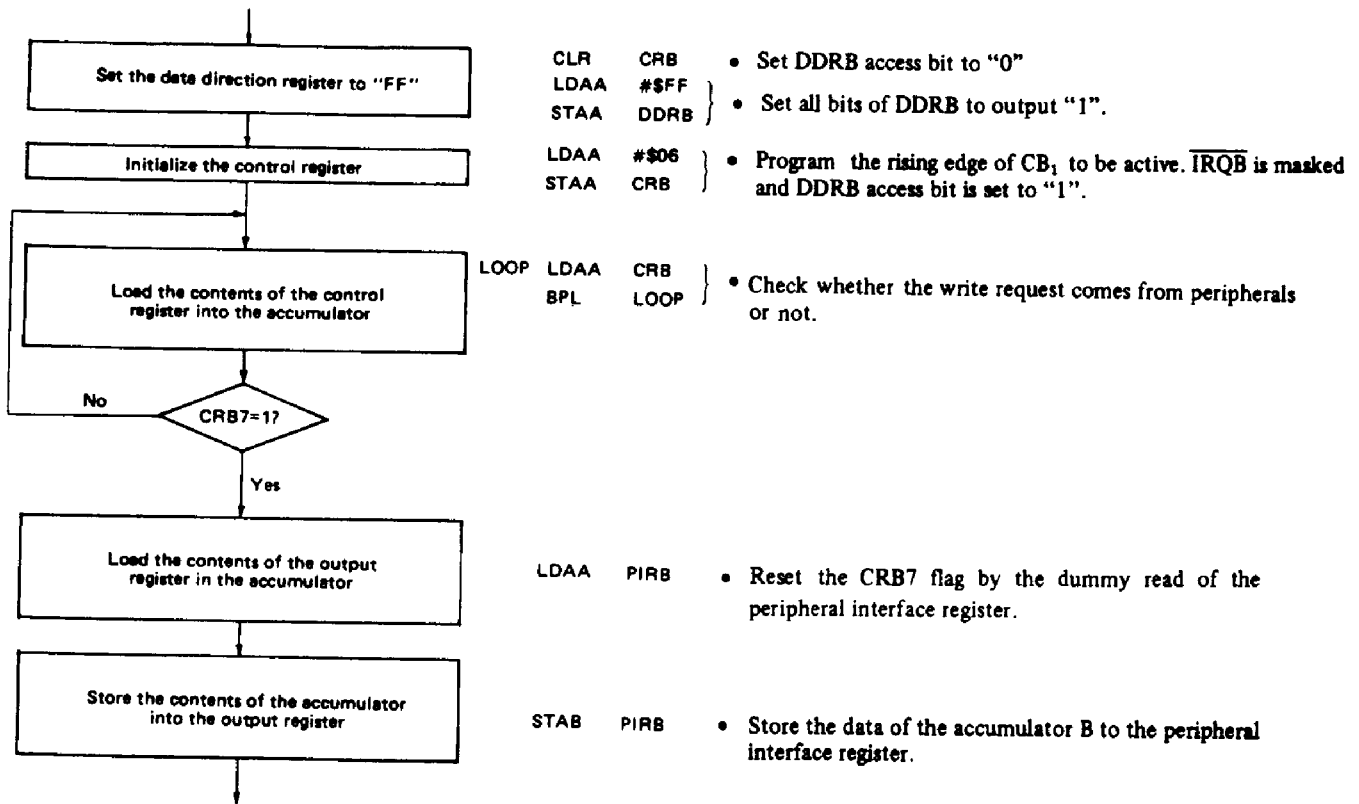 Set the data direction register to "FF"
CLR CRB • Set DDRB access bit to "0"
LDAA #$FF
STAA DDRB • Set all bits of DDRB to output "1".
Initialize the control register
LDAA #$06 • Program the rising edge of CB₁ to be active. I̅R̅Q̅B̅ is masked
STAA CRB and DDRB access bit is set to "1".
Load the contents of the control
register into the accumulator
LOOP LDAA CRB
BPL LOOP
• Check whether the write request comes from peripherals
or not.
No
CRB7=1?
Yes
Load the contents of the output
register in the accumulator
LDAA PIRB • Reset the CRB7 flag by the dummy read of the
peripheral interface register.
Store the contents of the accumulator
into the output register
STAB PIRB • Store the data of the accumulator B to the peripheral
interface register.